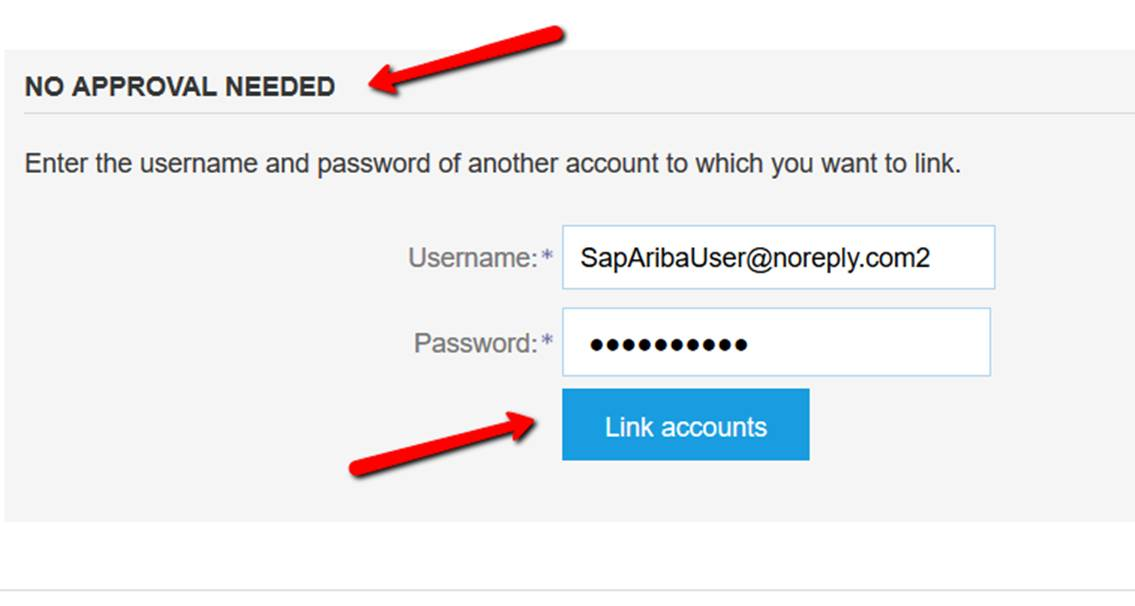 NO APPROVAL NEEDED
Enter the username and password of another account to which you want to link.
Username:* SapAribaUser@noreply.com2
Password:* ••••••••••
Link accounts